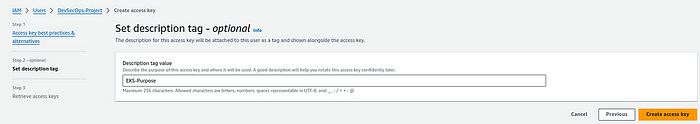 IAM > Users > DevSecOps-Project > Create access key
Step 1
Access key best practices &
alternatives
Step 2 - optional
Set description tag
Step 3
Retrieve access keys
Set description tag - optional Info
The description for this access key will be attached to this user as a tag and shown alongside the access key.
Description tag value
Describe the purpose of this access key and where it will be used. A good description will help you rotate this access key confidently later.
EKS-Purpose
Maximum 256 characters. Allowed characters are letters, numbers, spaces representable in UTF-8, and: _ . : / = + - @
Cancel
Previous
Create access key